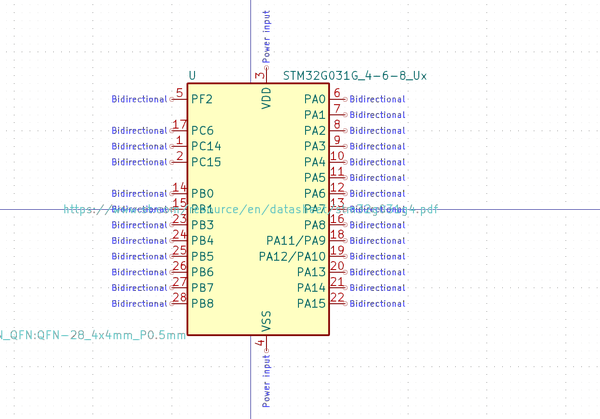 Power input
3
U
STM32G031G_4-6-8_Ux
VDD
Bidirectional 5 PF2
PA0 6 Bidirectional
PA1 7 Bidirectional
Bidirectional 17 PC6
PA2 8 Bidirectional
Bidirectional 1 PC14
PA3 9 Bidirectional
Bidirectional 2 PC15
PA4 10 Bidirectional
PA5 11 Bidirectional
Bidirectional 14 PB0
PA6 12 Bidirectional
Bidirectional 15 PB1
PA7 13 Bidirectional
Bidirectional 23 PB3
PA8 16 Bidirectional
Bidirectional 24 PB4
PA11/PA9 18 Bidirectional
Bidirectional 25 PB5
PA12/PA10 19 Bidirectional
Bidirectional 26 PB6
PA13 20 Bidirectional
Bidirectional 27 PB7
PA14 21 Bidirectional
Bidirectional 28 PB8
PA15 22 Bidirectional
VSS
N_QFN:QFN-28_4x4mm_P0.5mm
4
Power input